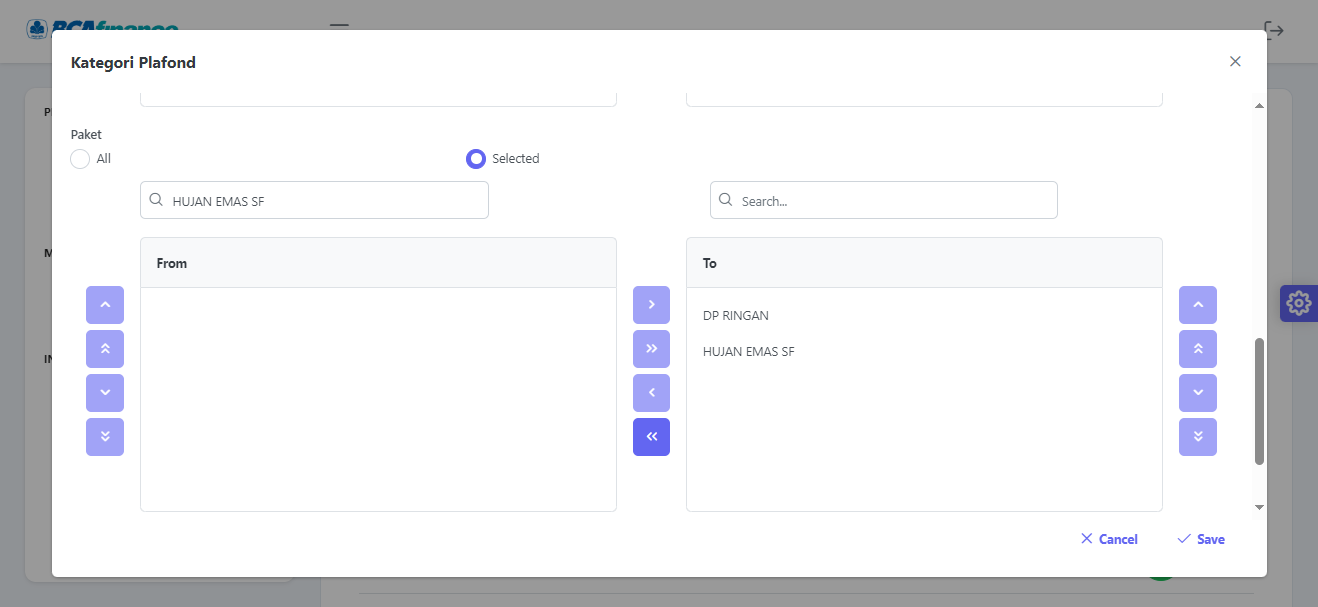 BCAfinance
Kategori Plafond
Paket
All
Selected
HUJAN EMAS SF
Search...
From
To
DP RINGAN
HUJAN EMAS SF
Cancel
Save